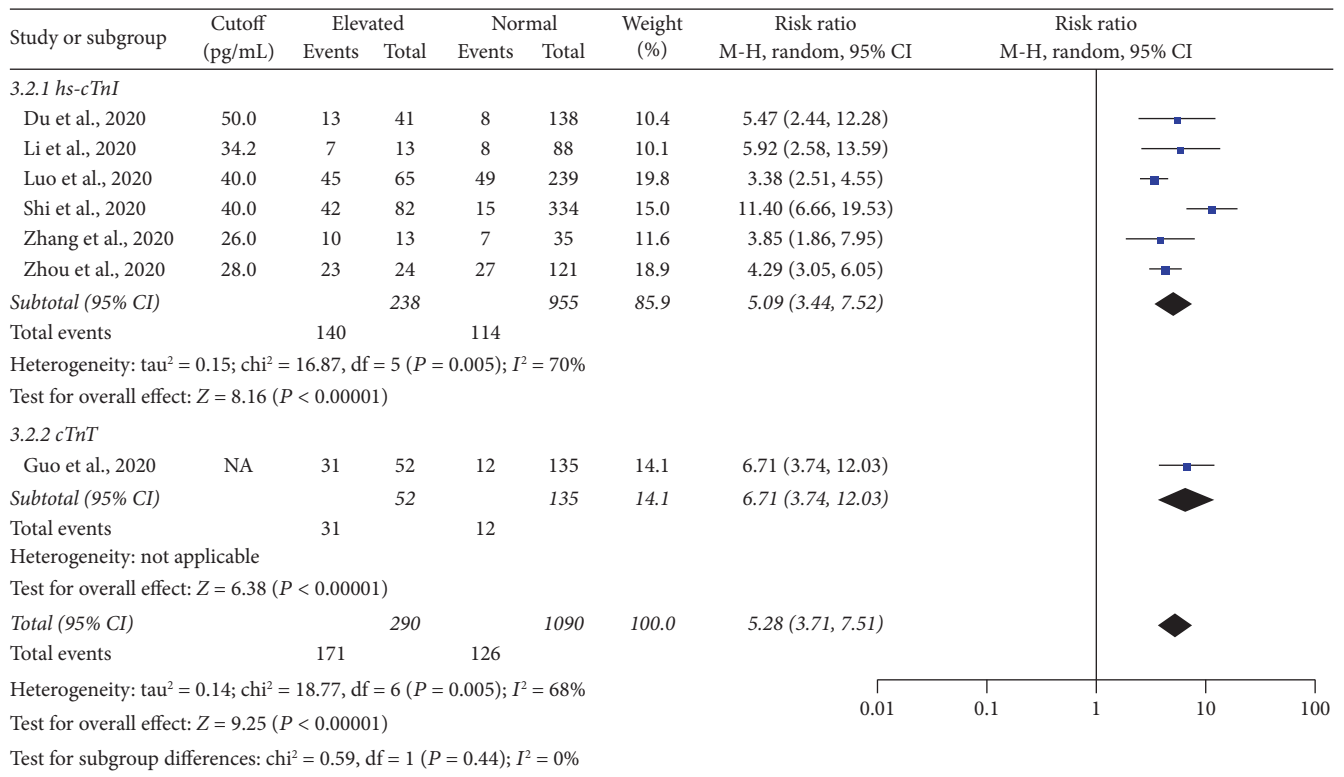 Study or subgroup Cutoff (pg/mL) Elevated Normal Weight (%) Risk ratio M-H, random, 95% CI Risk ratio M-H, random, 95% CI
Events Total Events Total
3.2.1 hs-cTnI
Du et al., 2020 50.0 13 41 8 138 10.4 5.47 (2.44, 12.28)
Li et al., 2020 34.2 7 13 8 88 10.1 5.92 (2.58, 13.59)
Luo et al., 2020 40.0 45 65 49 239 19.8 3.38 (2.51, 4.55)
Shi et al., 2020 40.0 42 82 15 334 15.0 11.40 (6.66, 19.53)
Zhang et al., 2020 26.0 10 13 7 35 11.6 3.85 (1.86, 7.95)
Zhou et al., 2020 28.0 23 24 27 121 18.9 4.29 (3.05, 6.05)
Subtotal (95% CI) 238 955 85.9 5.09 (3.44, 7.52)
Total events 140 114
Heterogeneity: tau² = 0.15; chi² = 16.87, df = 5 (P = 0.005); I² = 70%
Test for overall effect: Z = 8.16 (P < 0.00001)
3.2.2 cTnT
Guo et al., 2020 NA 31 52 12 135 14.1 6.71 (3.74, 12.03)
Subtotal (95% CI) 52 135 14.1 6.71 (3.74, 12.03)
Total events 31 12
Heterogeneity: not applicable
Test for overall effect: Z = 6.38 (P < 0.00001)
Total (95% CI) 290 1090 100.0 5.28 (3.71, 7.51)
Total events 171 126
Heterogeneity: tau² = 0.14; chi² = 18.77, df = 6 (P = 0.005); I² = 68%
Test for overall effect: Z = 9.25 (P < 0.00001)
Test for subgroup differences: chi² = 0.59, df = 1 (P = 0.44); I² = 0%
0.01 0.1 1 10 100